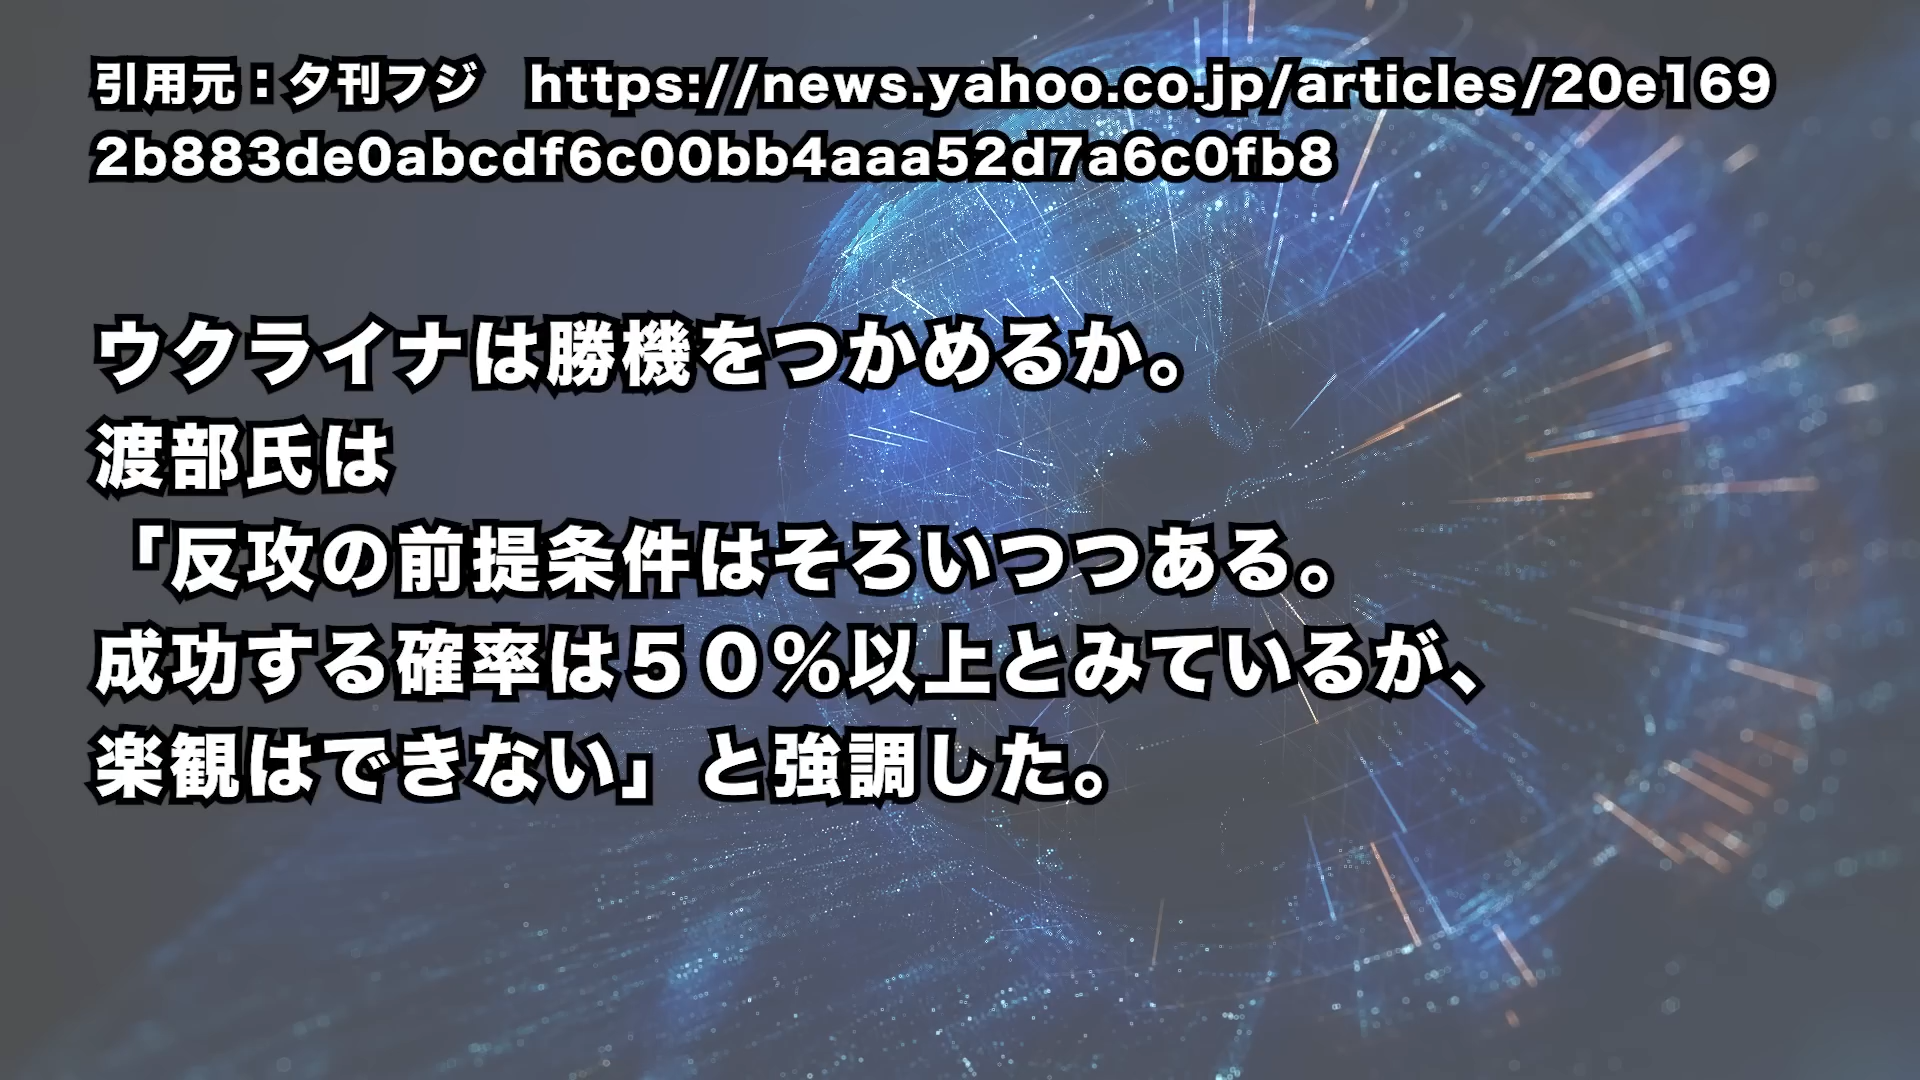 引用元：夕刊フジ　https://news.yahoo.co.jp/articles/20e169
2b883de0abcdf6c00bb4aaa52d7a6c0fb8
ウクライナは勝機をつかめるか。
渡部氏は
「反攻の前提条件はそろいつつある。
成功する確率は５０％以上とみているが、
楽観はできない」と強調した。